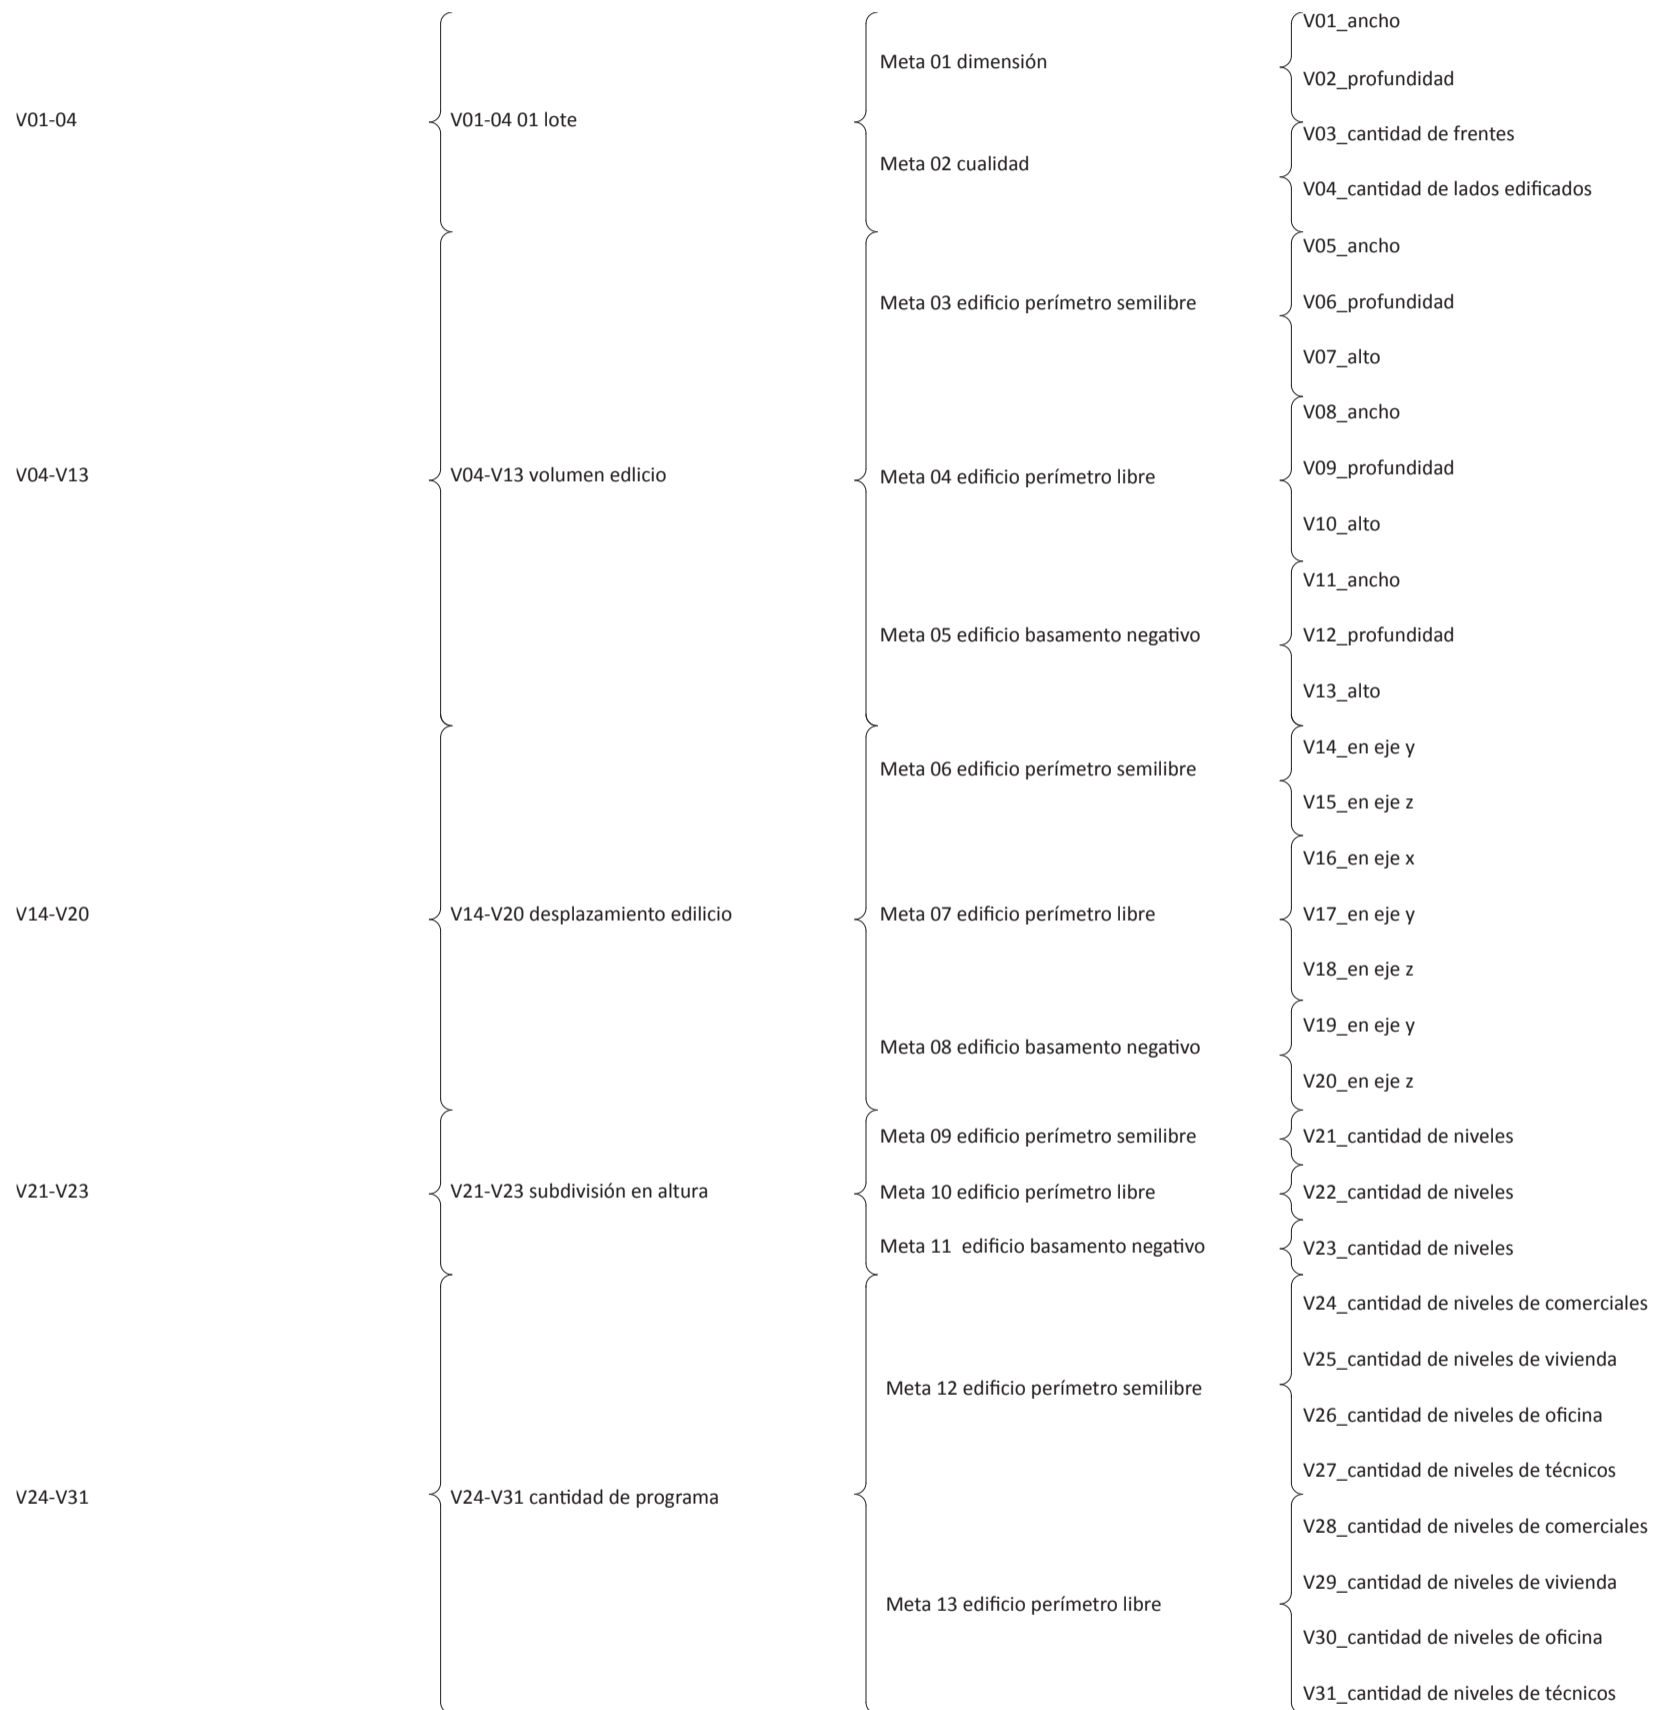 V01-04
V01-04 01 lote
Meta 01 dimensión
V01_ancho
V02_profundidad
Meta 02 cualidad
V03_cantidad de frentes
V04_cantidad de lados edificados
V04-V13
V04-V13 volumen edlicio
Meta 03 edificio perímetro semilibre
V05_ancho
V06_profundidad
V07_alto
Meta 04 edificio perímetro libre
V08_ancho
V09_profundidad
V10_alto
Meta 05 edificio basamento negativo
V11_ancho
V12_profundidad
V13_alto
V14-V20
V14-V20 desplazamiento edilicio
Meta 06 edificio perímetro semilibre
V14_en eje y
V15_en eje z
Meta 07 edificio perímetro libre
V16_en eje x
V17_en eje y
V18_en eje z
Meta 08 edificio basamento negativo
V19_en eje y
V20_en eje z
V21-V23
V21-V23 subdivisión en altura
Meta 09 edificio perímetro semilibre
V21_cantidad de niveles
Meta 10 edificio perímetro libre
V22_cantidad de niveles
Meta 11 edificio basamento negativo
V23_cantidad de niveles
V24-V31
V24-V31 cantidad de programa
Meta 12 edificio perímetro semilibre
V24_cantidad de niveles de comerciales
V25_cantidad de niveles de vivienda
V26_cantidad de niveles de oficina
V27_cantidad de niveles de técnicos
Meta 13 edificio perímetro libre
V28_cantidad de niveles de comerciales
V29_cantidad de niveles de vivienda
V30_cantidad de niveles de oficina
V31_cantidad de niveles de técnicos